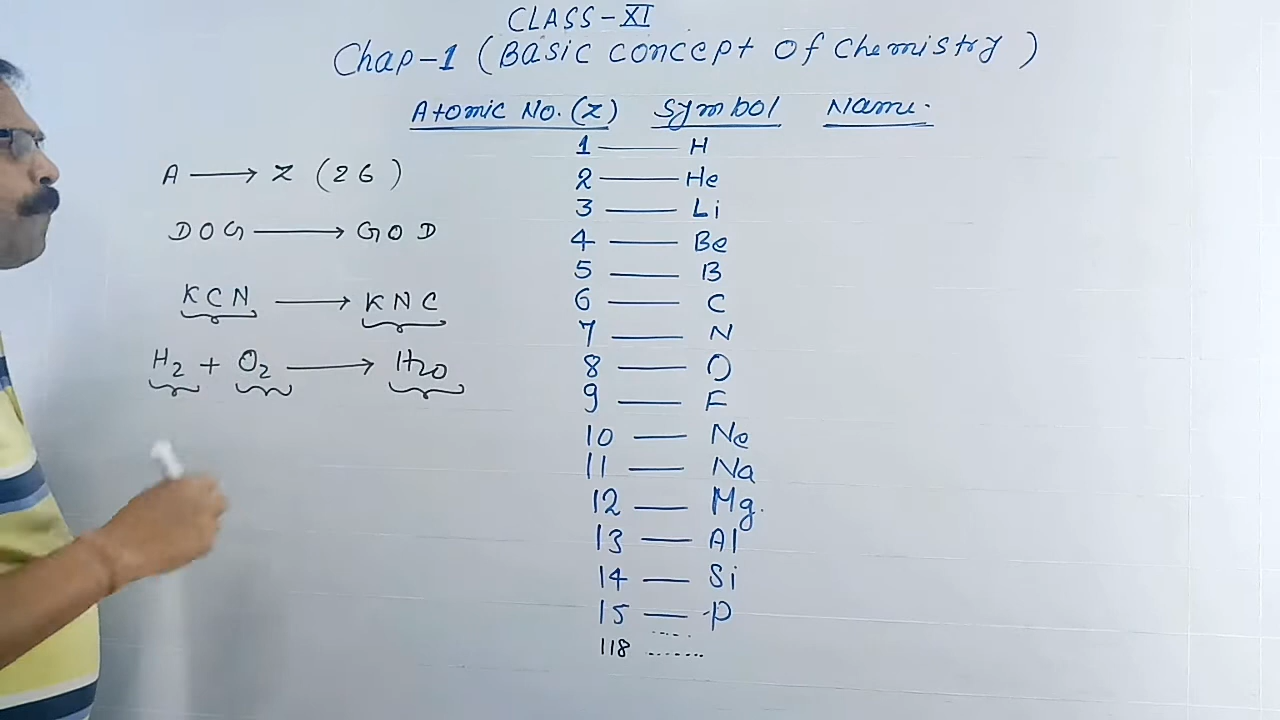 CLASS-XI
Chap-1 (Basic concept of chemistry)
Atomic No.(Z) Symbol Name.
1 — H
2 — He
3 — Li
4 — Be
5 — B
6 — C
7 — N
8 — O
9 — F
10 — Ne
11 — Na
12 — Mg.
13 — Al
14 — Si
15 — P
.....
118 .......
A → Z (26)
DOG → GOD
KCN → KNC
H2 + O2 → H2O